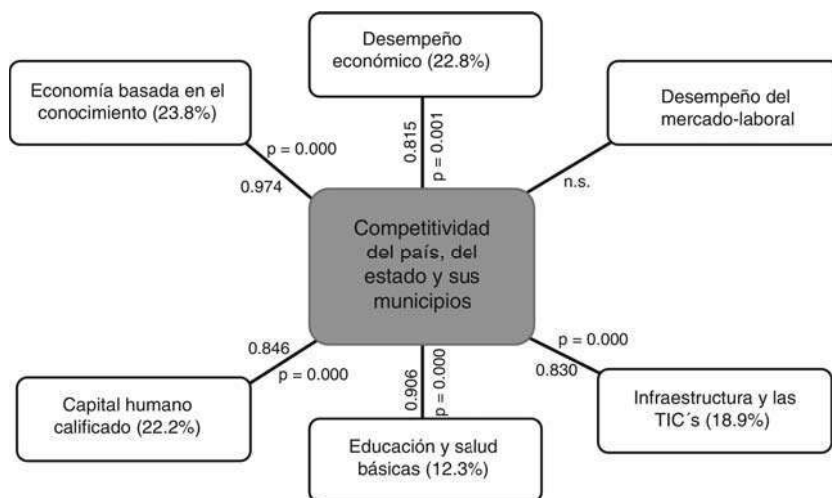 Desempeño
económico (22.8%)
Economía basada en el
conocimiento (23.8%)
Desempeño del
mercado-laboral
p = 0.000
0.974
0.815
p = 0.001
n.s.
Competitividad
del país, del
estado y sus
municipios
0.846
p = 0.000
0.906
p = 0.000
p = 0.000
0.830
Capital humano
calificado (22.2%)
Educación y salud
básicas (12.3%)
Infraestructura y las
TIC´s (18.9%)